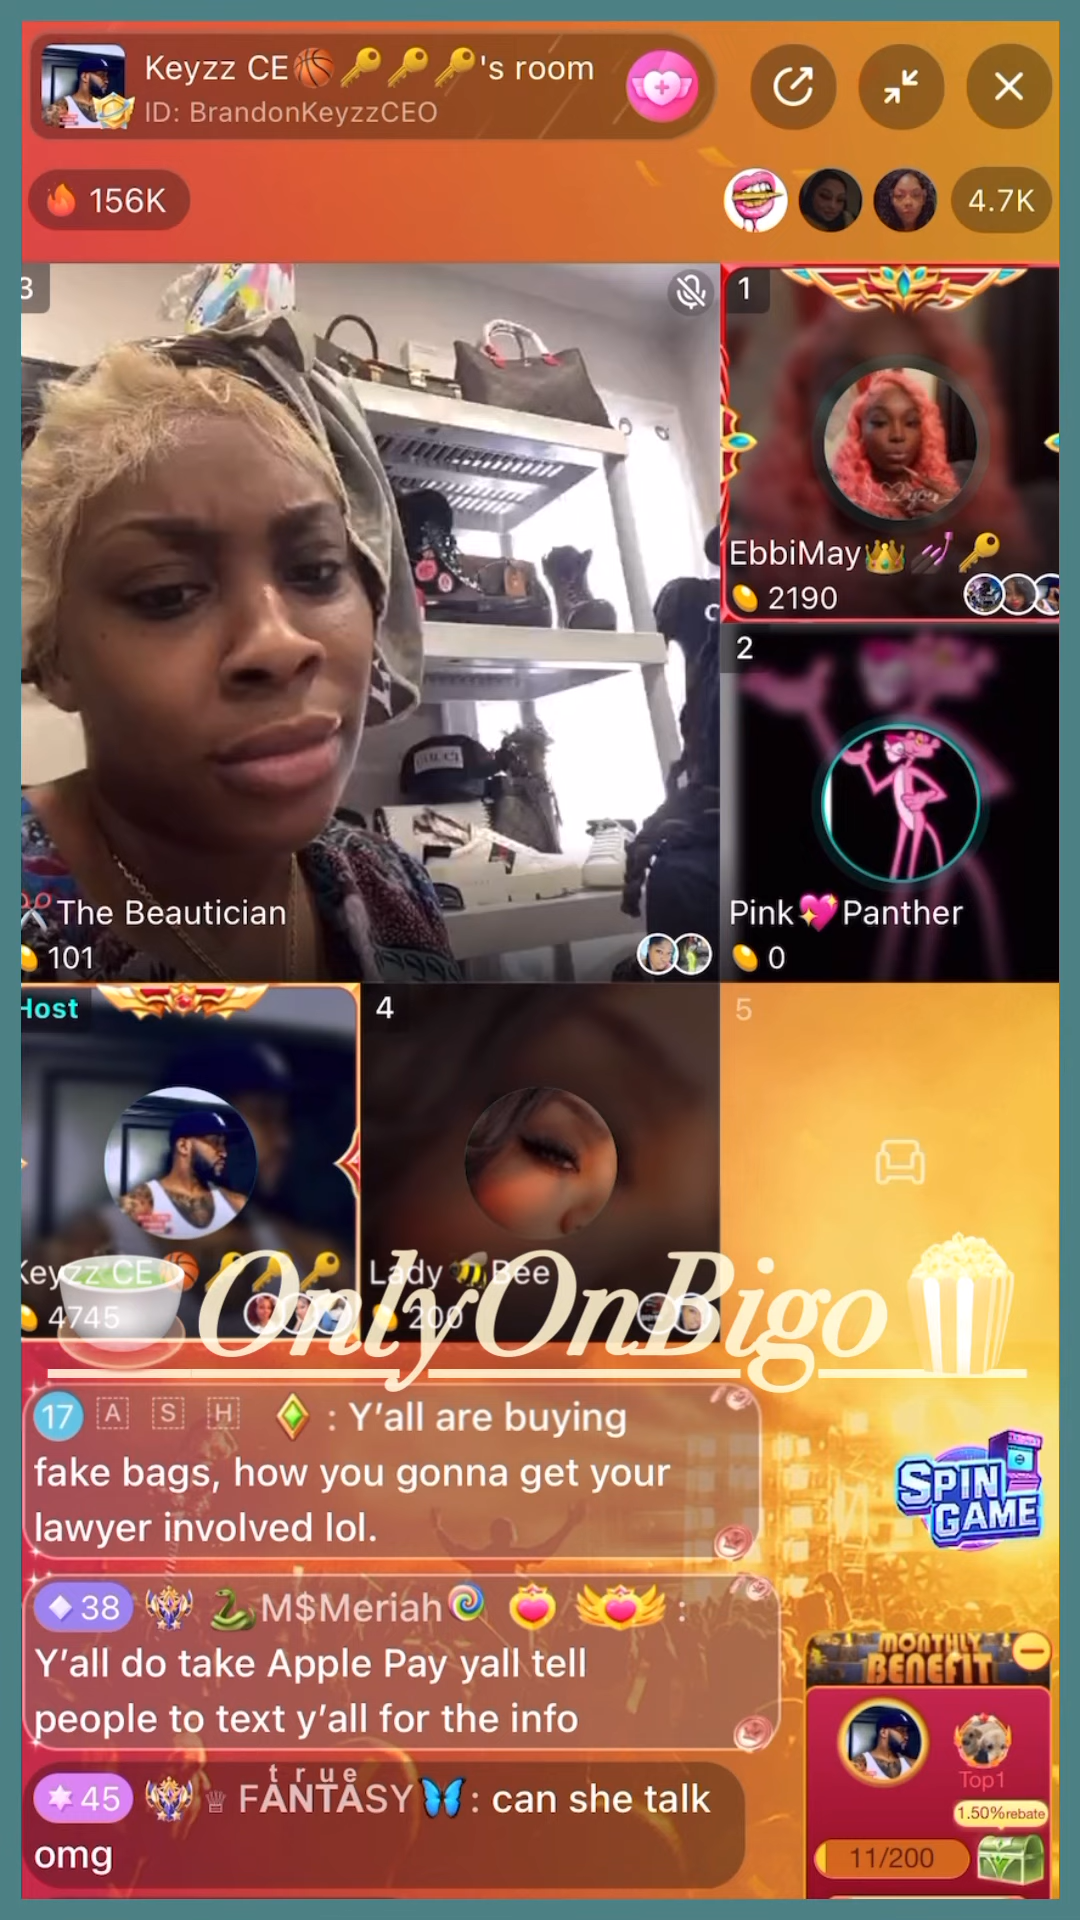 Keyzz CE🏀🔑🔑🔑's room
ID: BrandonKeyzzCEO
156K
4.7K
3
1
EbbiMay👑💅🔑
2190
GUCCI
The Beautician
101
2
Pink💖Panther
0
Host
Keyzz CE🏀🔑🔑🔑
4745
4
Lady 🐝Bee
200
5
OnlyOnBigo
17 A S H : Y'all are buying
fake bags, how you gonna get your
lawyer involved lol.
38 🐍M$Meriah🍭 :
Y'all do take Apple Pay yall tell
people to text y'all for the info
45 ♕ FANTASY🦋: can she talk
true
omg
SPIN
GAME
MONTHLY
BENEFIT
Top1
1.50%rebate
11/200